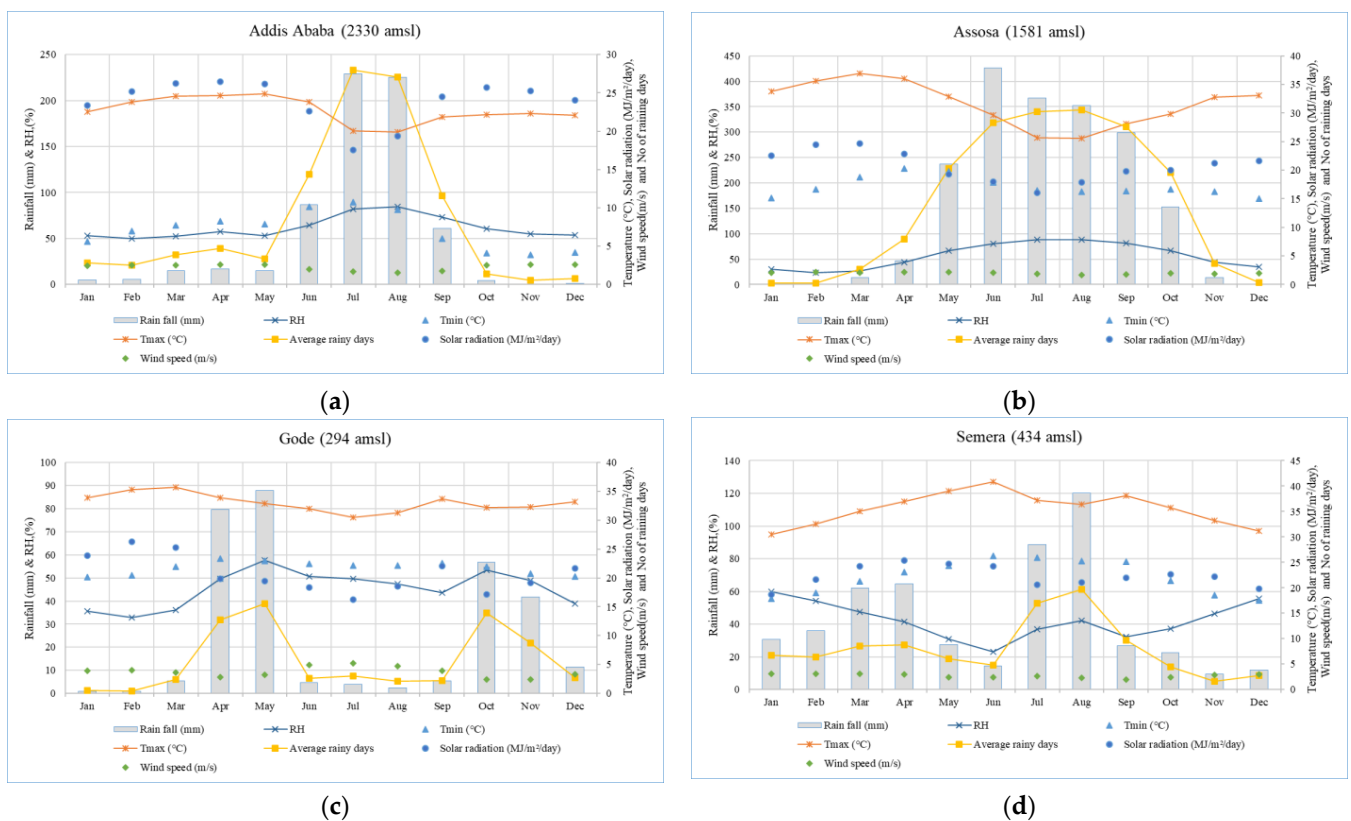 Addis Ababa (2330 amsl)
250
200
150
100
50
0
Rainfall (mm) & RH,(%)
30
25
20
15
10
5
0
Temperature (°C), Solar radiation (MJ/m²/day),
Wind speed(m/s) and No of raining days
Jan Feb Mar Apr May Jun Jul Aug Sep Oct Nov Dec
Rain fall (mm) RH Tmin (°C)
Tmax (°C) Average rainy days Solar radiation (MJ/m²/day)
Wind speed (m/s)
(a)
Assosa (1581 amsl)
450
400
350
300
250
200
150
100
50
0
Rainfall (mm) & RH,(%)
40
35
30
25
20
15
10
5
0
Temperature (°C), Solar radiation (MJ/m²/day),
Wind speed(m/s) and No of raining days
Jan Feb Mar Apr May Jun Jul Aug Sep Oct Nov Dec
Rain fall (mm) RH Tmin (°C)
Tmax (°C) Average rainy days Solar radiation (MJ/m²/day)
Wind speed (m/s)
(b)
Gode (294 amsl)
100
90
80
70
60
50
40
30
20
10
0
Rainfall (mm) & RH,(%)
40
35
30
25
20
15
10
5
0
Temperature (°C), Solar radiation (MJ/m²/day),
Wind speed(m/s) and No of raining days
Jan Feb Mar Apr May Jun Jul Aug Sep Oct Nov Dec
Rain fall (mm) RH Tmin (°C)
Tmax (°C) Average rainy days Solar radiation (MJ/m²/day)
Wind speed (m/s)
(c)
Semera (434 amsl)
140
120
100
80
60
40
20
0
Rainfall (mm) & RH,(%)
45
40
35
30
25
20
15
10
5
0
Temperature (°C), Solar radiation (MJ/m²/day),
Wind speed(m/s) and No of raining days
Jan Feb Mar Apr May Jun Jul Aug Sep Oct Nov Dec
Rain fall (mm) RH Tmin (°C)
Tmax (°C) Average rainy days Solar radiation (MJ/m²/day)
Wind speed (m/s)
(d)